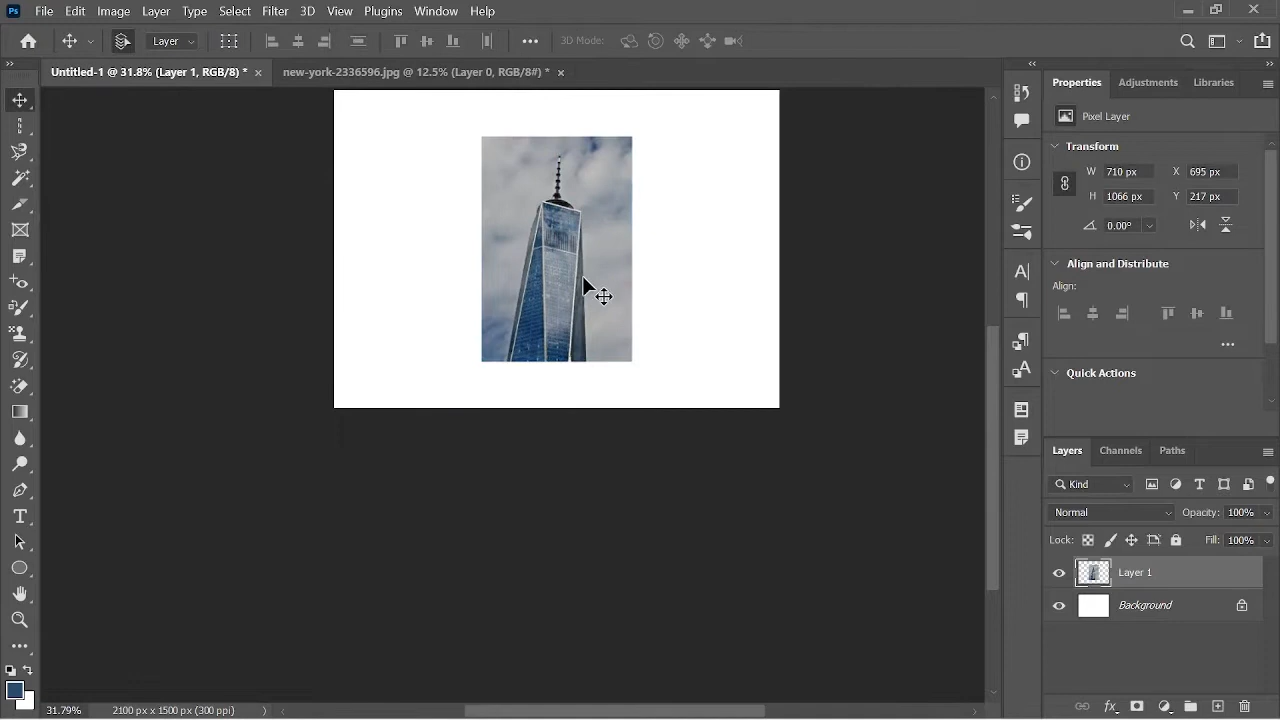 Ps File Edit Image Layer Type Select Filter 3D View Plugins Window Help
Layer 3D Mode:
Untitled-1 @ 31.8% (Layer 1, RGB/8) * × new-york-2336596.jpg @ 12.5% (Layer 0, RGB/8#) * ×
Properties Adjustments Libraries
Pixel Layer
Transform
W 710 px X 695 px
H 1066 px Y 217 px
0.00°
Align and Distribute
Align:
Quick Actions
Layers Channels Paths
Kind
Normal Opacity: 100%
Lock: Fill: 100%
Layer 1
Background
31.79% 2100 px x 1500 px (300 ppi)